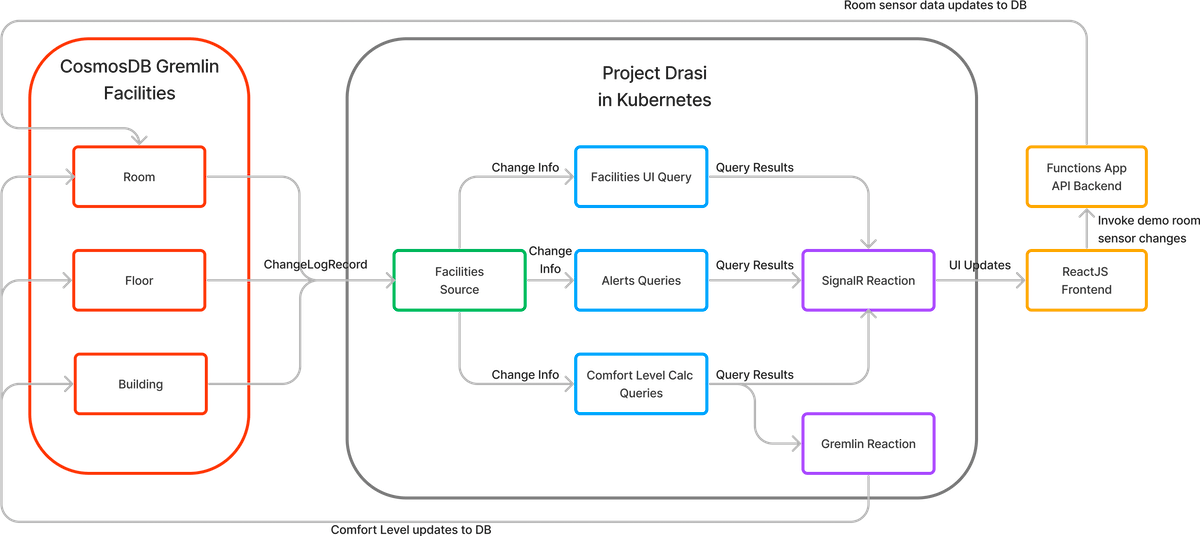 Room sensor data updates to DB
CosmosDB Gremlin
Facilities
Project Drasi
in Kubernetes
Room
Change Info
Facilities UI Query
Query Results
Functions App
API Backend
Invoke demo room
sensor changes
Floor
ChangeLogRecord
Facilities
Source
Change
Info
Alerts Queries
Query Results
SignalR Reaction
UI Updates
ReactJS
Frontend
Building
Change Info
Comfort Level Calc
Queries
Query Results
Gremlin Reaction
Comfort Level updates to DB